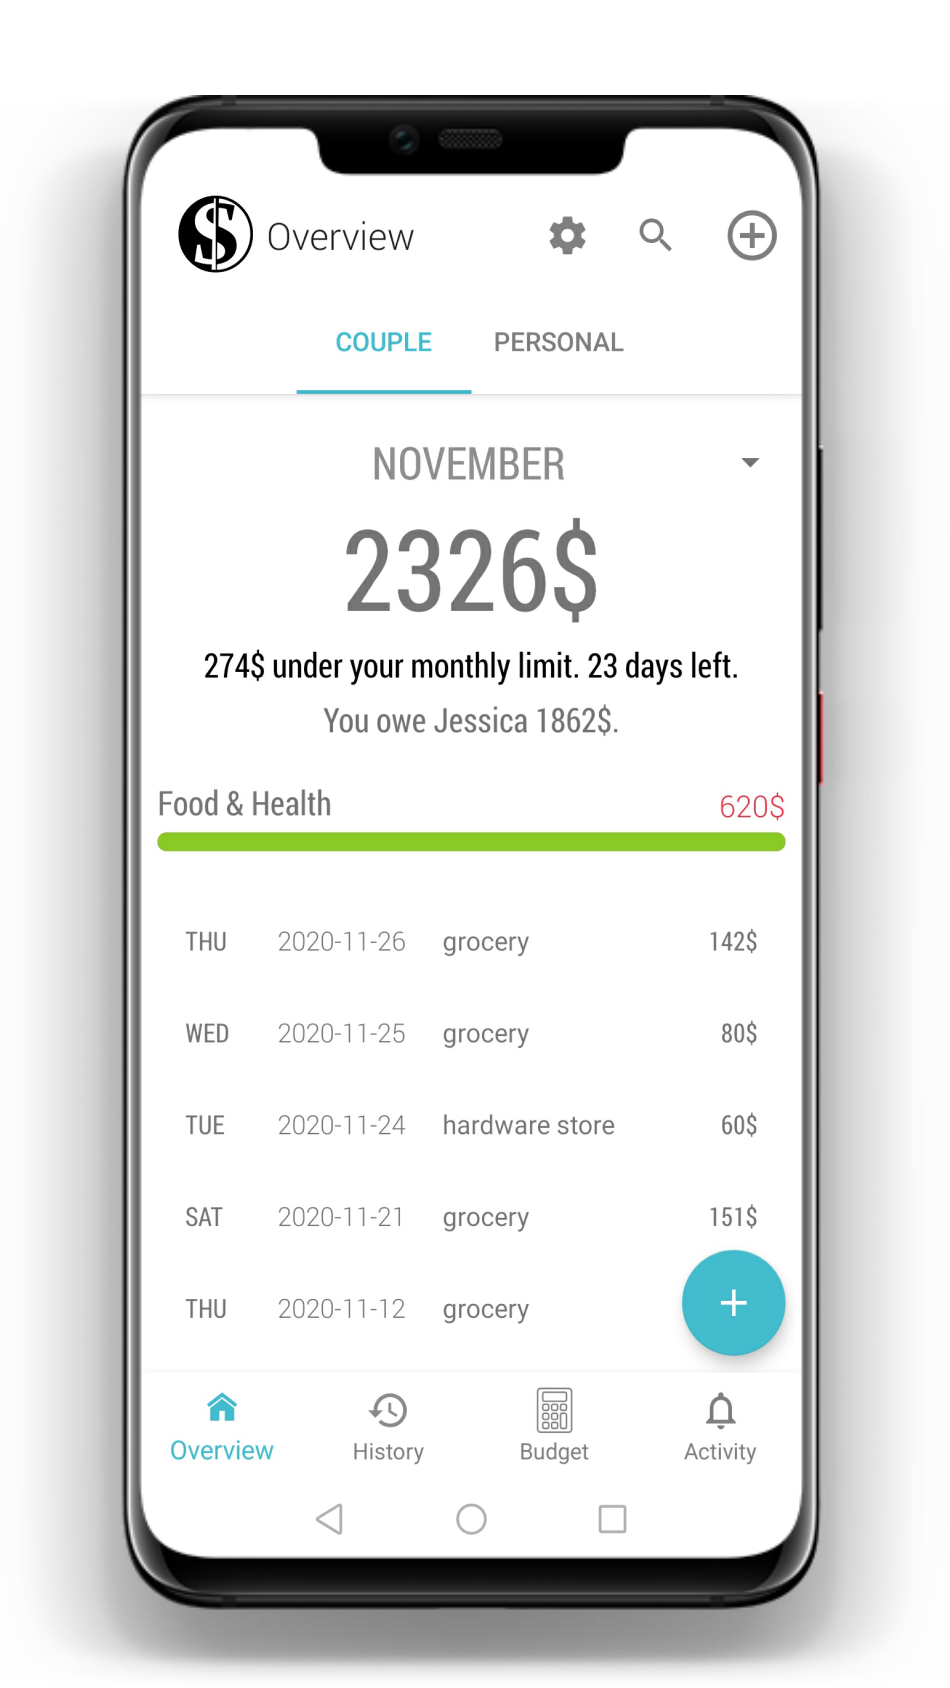 Overview
COUPLE PERSONAL
NOVEMBER
2326$
274$ under your monthly limit. 23 days left.
You owe Jessica 1862$.
Food & Health 620$
THU 2020-11-26 grocery 142$
WED 2020-11-25 grocery 80$
TUE 2020-11-24 hardware store 60$
SAT 2020-11-21 grocery 151$
THU 2020-11-12 grocery
Overview History Budget Activity